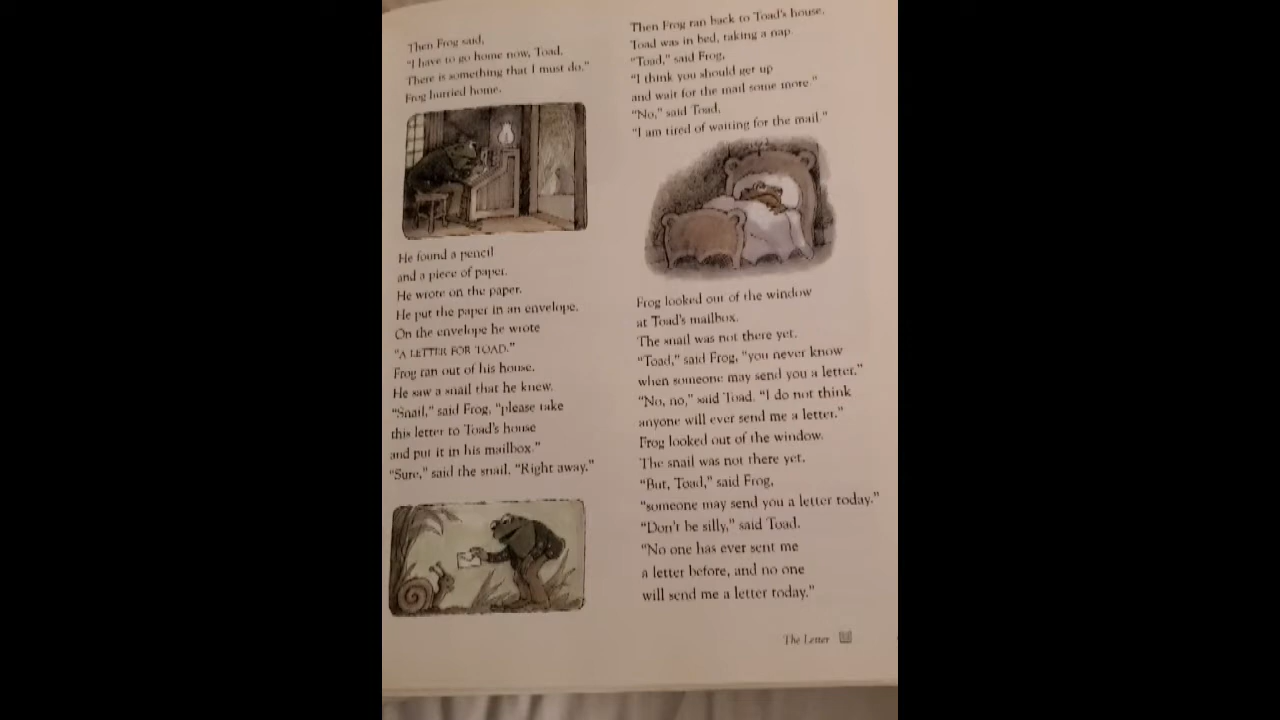 Then Frog said,
"I have to go home now, Toad.
There is something that I must do."
Frog hurried home.
He found a pencil
and a piece of paper.
He wrote on the paper.
He put the paper in an envelope.
On the envelope he wrote
"A LETTER FOR TOAD."
Frog ran out of his house.
He saw a snail that he knew.
"Snail," said Frog, "please take
this letter to Toad's house
and put it in his mailbox."
"Sure," said the snail. "Right away."
Then Frog ran back to Toad's house.
Toad was in bed, taking a nap.
"Toad," said Frog,
"I think you should get up
and wait for the mail some more."
"No," said Toad,
"I am tired of waiting for the mail."
Frog looked out of the window
at Toad's mailbox.
The snail was not there yet.
"Toad," said Frog, "you never know
when someone may send you a letter."
"No, no," said Toad. "I do not think
anyone will ever send me a letter."
Frog looked out of the window.
The snail was not there yet.
"But, Toad," said Frog,
"someone may send you a letter today."
"Don't be silly," said Toad.
"No one has ever sent me
a letter before, and no one
will send me a letter today."
The Letter